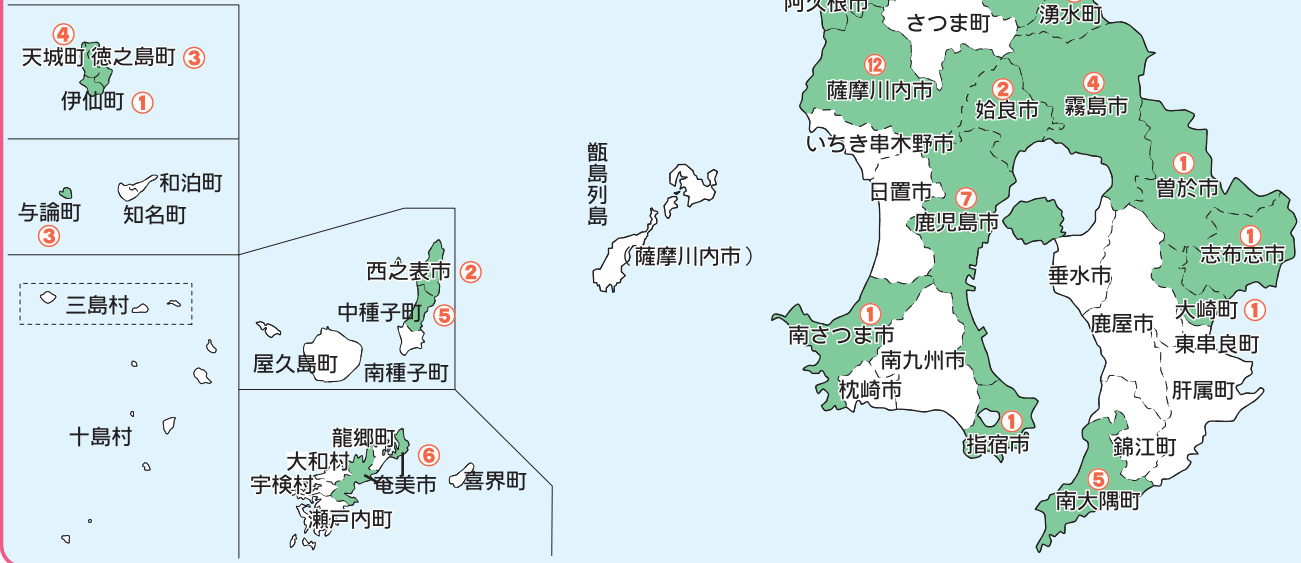 ④
天城町
徳之島町
③
伊仙町
①
与論町
③
和泊町
知名町
三島村
十島村
西之表市
②
中種子町
⑤
屋久島町
南種子町
龍郷町
⑥
大和村
宇検村
奄美市
喜界町
瀬戸内町
甑島列島
(薩摩川内市)
阿久根市
さつま町
湧水町
⑫
薩摩川内市
②
姶良市
④
霧島市
いちき串木野市
日置市
⑦
鹿児島市
①
曽於市
①
志布志市
垂水市
大崎町
①
鹿屋市
東串良町
①
南さつま市
南九州市
枕崎市
肝属町
①
指宿市
錦江町
⑤
南大隅町